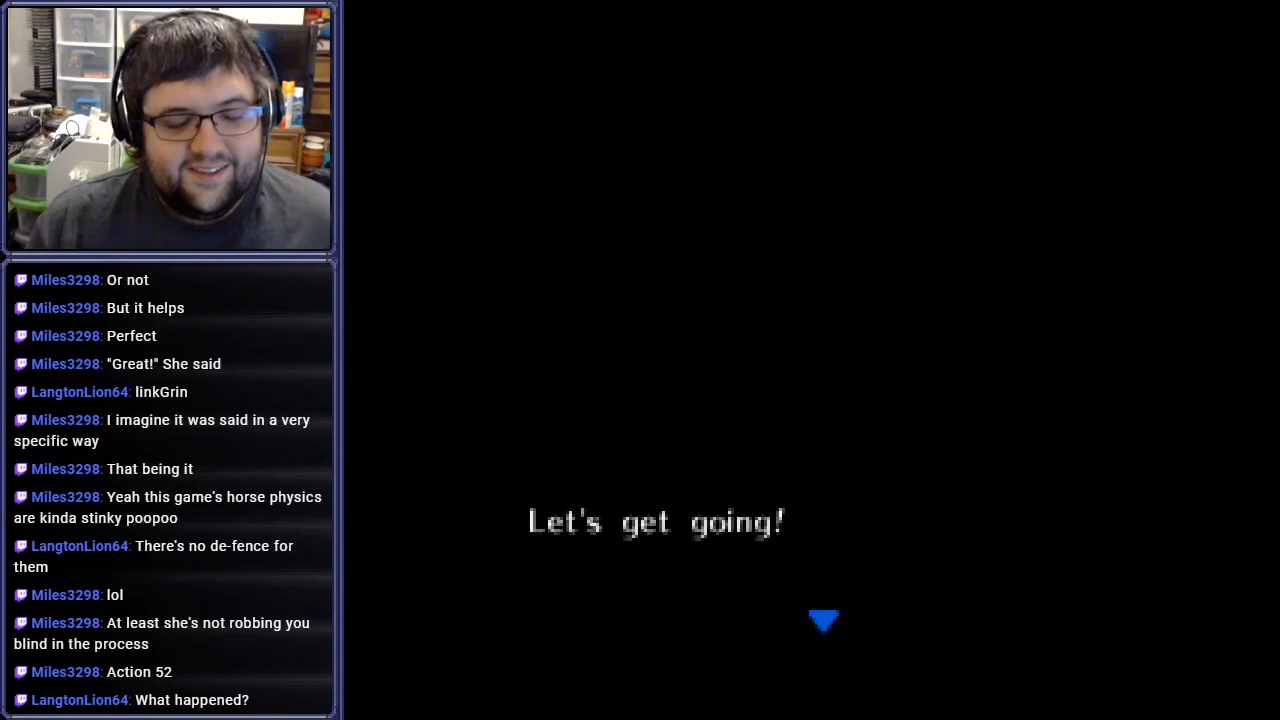 Miles3298: Or not
Miles3298: But it helps
Miles3298: Perfect
Miles3298: "Great!" She said
LangtonLion64: linkGrin
Miles3298: I imagine it was said in a very
specific way
Miles3298: That being it
Miles3298: Yeah this game's horse physics
are kinda stinky poopoo
LangtonLion64: There's no de-fence for
them
Miles3298: lol
Miles3298: At least she's not robbing you
blind in the process
Miles3298: Action 52
LangtonLion64: What happened?
Let's get going!